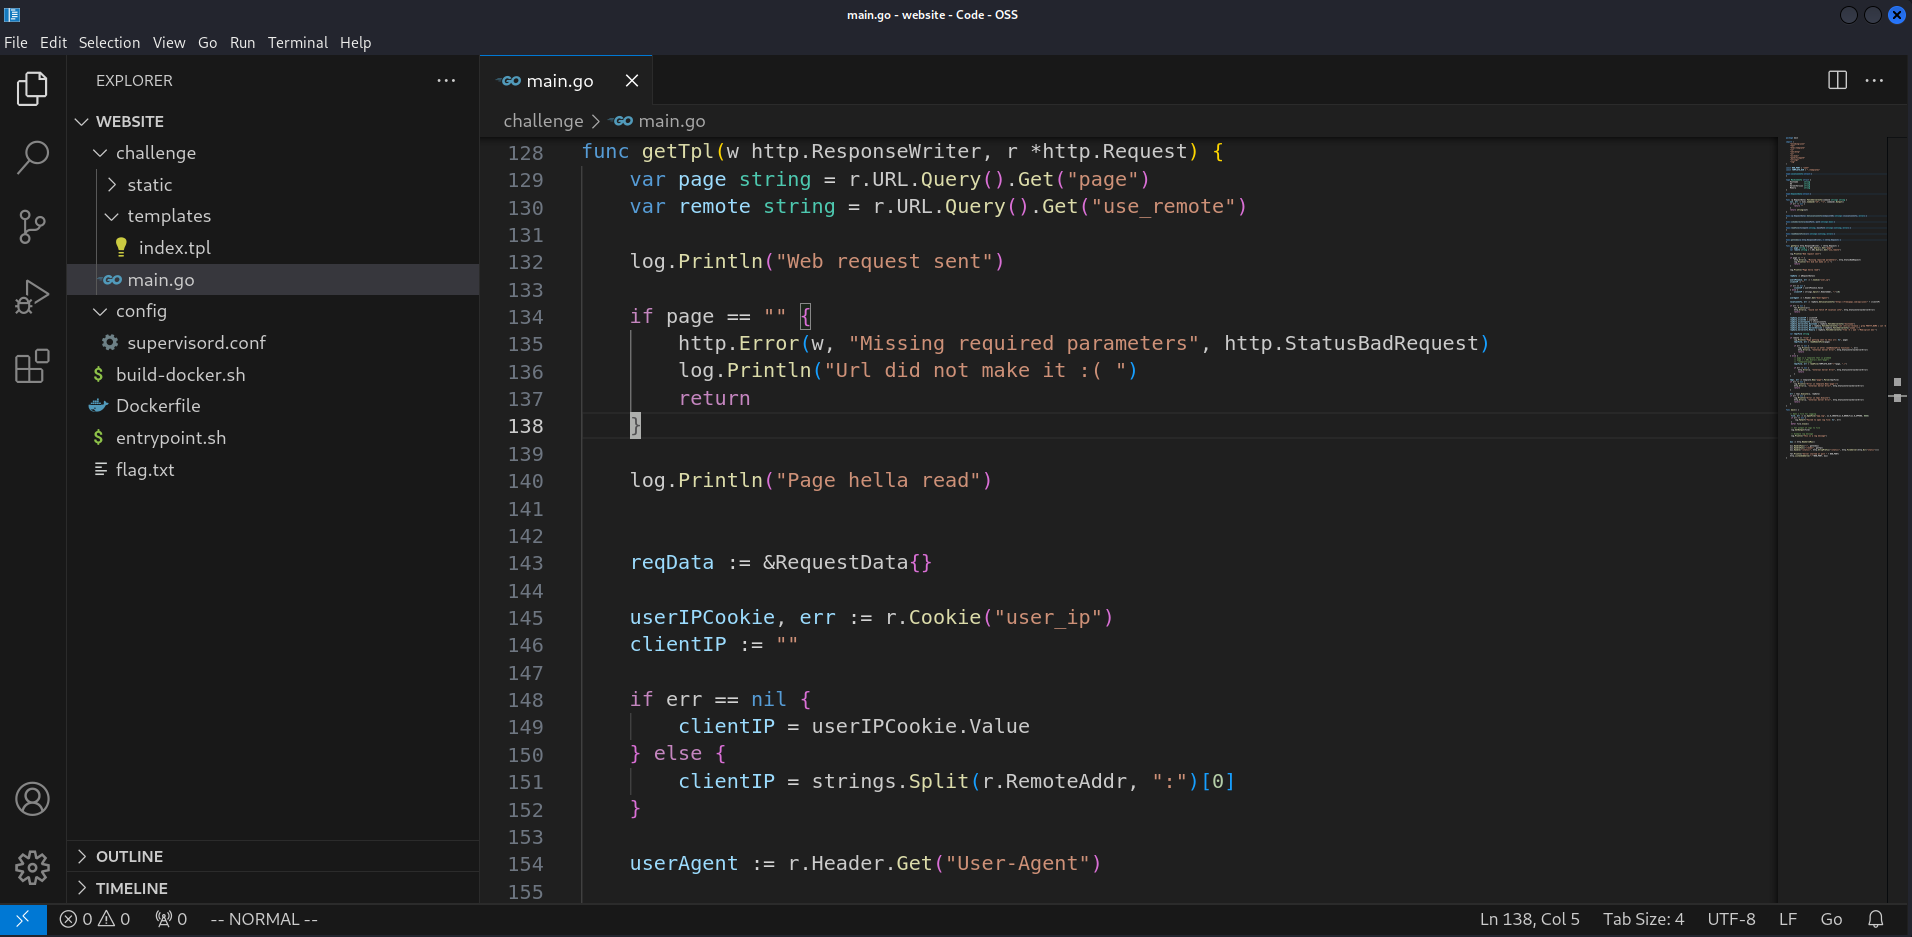 main.go - website - Code - OSS
File Edit Selection View Go Run Terminal Help
EXPLORER
WEBSITE
challenge
static
templates
index.tpl
GO main.go
config
supervisord.conf
$ build-docker.sh
Dockerfile
$ entrypoint.sh
flag.txt
OUTLINE
TIMELINE
GO main.go
challenge > GO main.go
128 func getTpl(w http.ResponseWriter, r *http.Request) {
129 var page string = r.URL.Query().Get("page")
130 var remote string = r.URL.Query().Get("use_remote")
131
132 log.Println("Web request sent")
133
134 if page == "" {
135 http.Error(w, "Missing required parameters", http.StatusBadRequest)
136 log.Println("Url did not make it :( ")
137 return
138 }
139
140 log.Println("Page hella read")
141
142
143 reqData := &RequestData{}
144
145 userIPCookie, err := r.Cookie("user_ip")
146 clientIP := ""
147
148 if err == nil {
149 clientIP = userIPCookie.Value
150 } else {
151 clientIP = strings.Split(r.RemoteAddr, ":")[0]
152 }
153
154 userAgent := r.Header.Get("User-Agent")
155
0 0 0 -- NORMAL -- Ln 138, Col 5 Tab Size: 4 UTF-8 LF Go